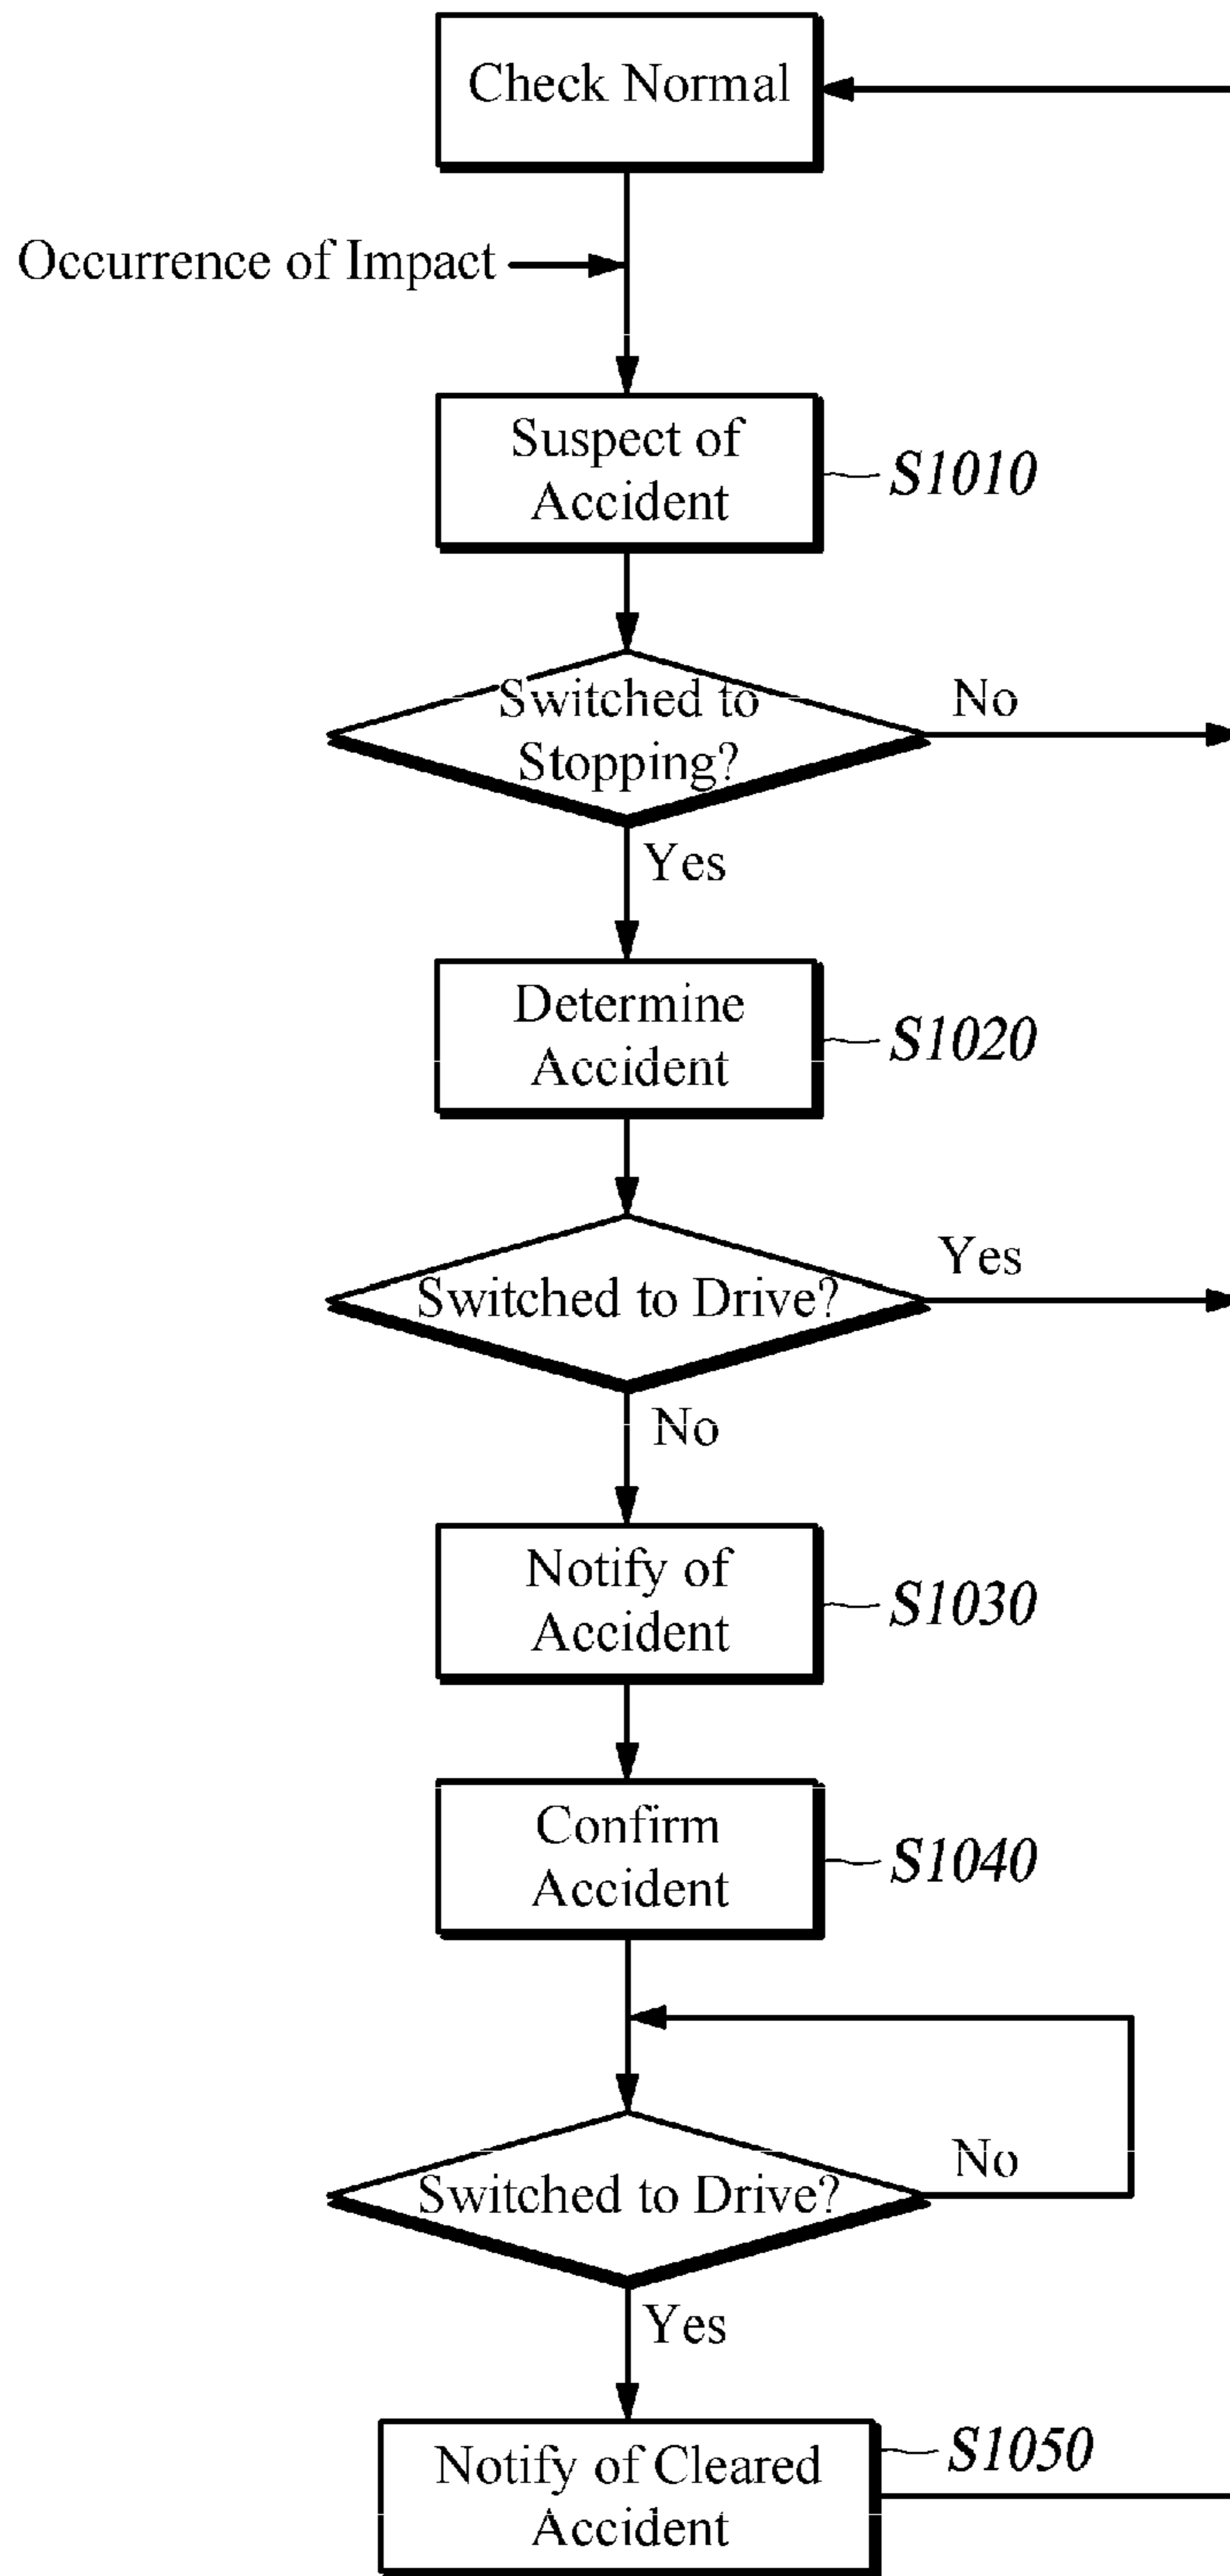 Check Normal
Occurrence of Impact
Suspect of
Accident
S1010
Switched to
Stopping?
No
Yes
Determine
Accident
S1020
Switched to Drive?
Yes
No
Notify of
Accident
S1030
Confirm
Accident
S1040
Switched to Drive?
No
Yes
Notify of Cleared
Accident
S1050